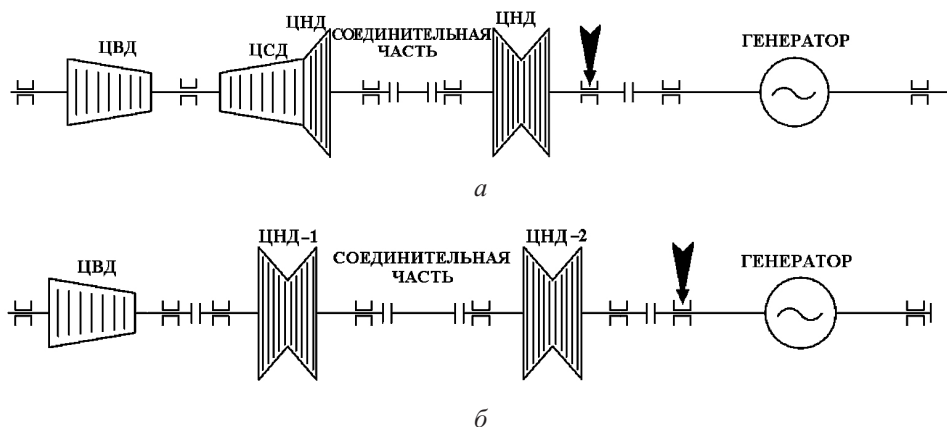 ЦВД
ЦСД
ЦНД
СОЕДИНИТЕЛЬНАЯ
ЧАСТЬ
ЦНД
ГЕНЕРАТОР
а
ЦВД
ЦНД-1
СОЕДИНИТЕЛЬНАЯ
ЧАСТЬ
ЦНД-2
ГЕНЕРАТОР
б